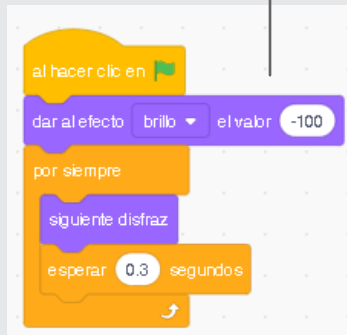 al hacer clic en
dar al efecto brillo el valor -100
por siempre
siguiente disfraz
esperar 0.3 segundos